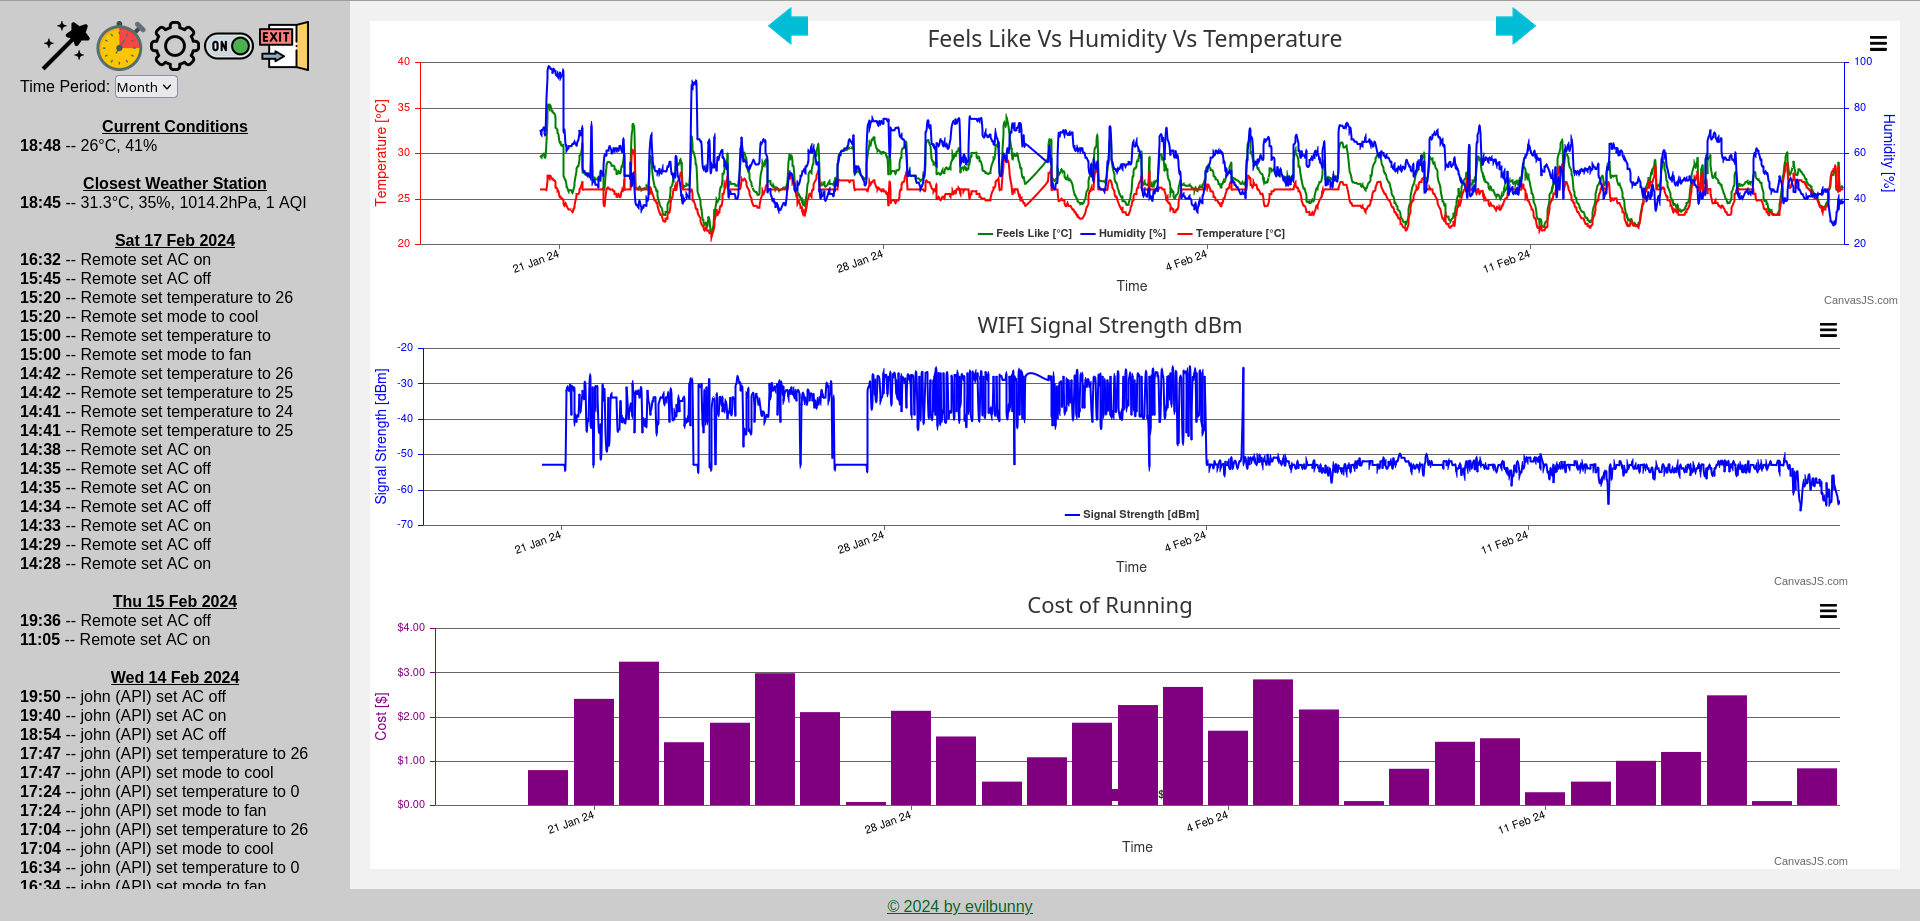 ON
EXIT
Time Period: Month
Current Conditions
18:48 -- 26°C, 41%
Closest Weather Station
18:45 -- 31.3°C, 35%, 1014.2hPa, 1 AQI
Sat 17 Feb 2024
16:32 -- Remote set AC on
15:45 -- Remote set AC off
15:20 -- Remote set temperature to 26
15:20 -- Remote set mode to cool
15:00 -- Remote set temperature to
15:00 -- Remote set mode to fan
14:42 -- Remote set temperature to 26
14:42 -- Remote set temperature to 25
14:41 -- Remote set temperature to 24
14:41 -- Remote set temperature to 25
14:38 -- Remote set AC on
14:35 -- Remote set AC off
14:35 -- Remote set AC on
14:34 -- Remote set AC off
14:33 -- Remote set AC on
14:29 -- Remote set AC off
14:28 -- Remote set AC on
Thu 15 Feb 2024
19:36 -- Remote set AC off
11:05 -- Remote set AC on
Wed 14 Feb 2024
19:50 -- john (API) set AC off
19:40 -- john (API) set AC on
18:54 -- john (API) set AC off
17:47 -- john (API) set temperature to 26
17:47 -- john (API) set mode to cool
17:24 -- john (API) set temperature to 0
17:24 -- john (API) set mode to fan
17:04 -- john (API) set temperature to 26
17:04 -- john (API) set mode to cool
16:34 -- john (API) set temperature to 0
16:34 -- john (API) set mode to fan
Feels Like Vs Humidity Vs Temperature
Temperature [°C]
40
35
30
25
20
100
80
60
40
20
Humidity [%]
Feels Like [°C] Humidity [%] Temperature [°C]
21 Jan 24 28 Jan 24 4 Feb 24 11 Feb 24
Time
CanvasJS.com
WIFI Signal Strength dBm
Signal Strength [dBm]
-20
-30
-40
-50
-60
-70
Signal Strength [dBm]
21 Jan 24 28 Jan 24 4 Feb 24 11 Feb 24
Time
CanvasJS.com
Cost of Running
Cost [$]
$4.00
$3.00
$2.00
$1.00
$0.00
$
21 Jan 24 28 Jan 24 4 Feb 24 11 Feb 24
Time
CanvasJS.com
© 2024 by evilbunny